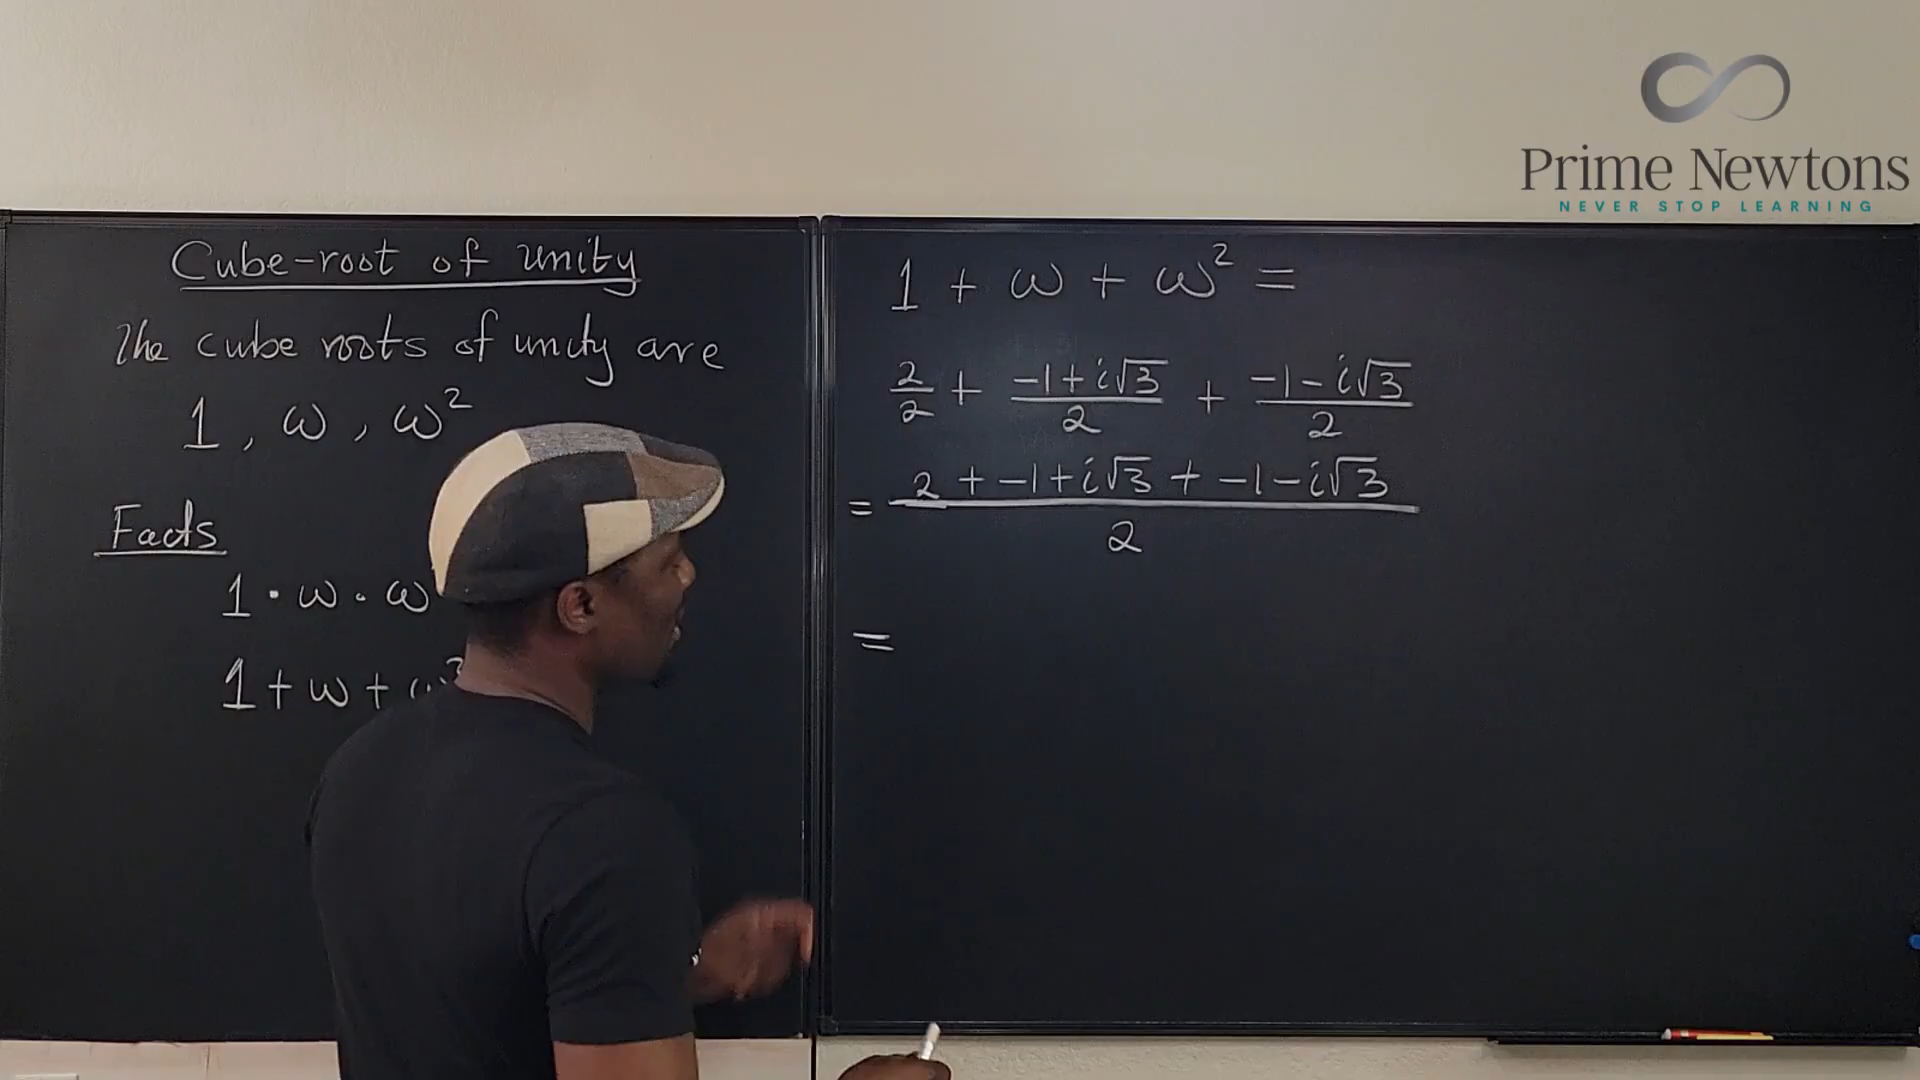 Prime Newtons
NEVER STOP LEARNING
Cube-root of unity
The cube roots of unity are
1, ω, ω²
Facts
1 · ω · ω
1 + ω + ω²
1 + ω + ω² =
2/2 + (-1+i√3)/2 + (-1-i√3)/2
= (2 + -1+i√3 + -1-i√3)/2
=